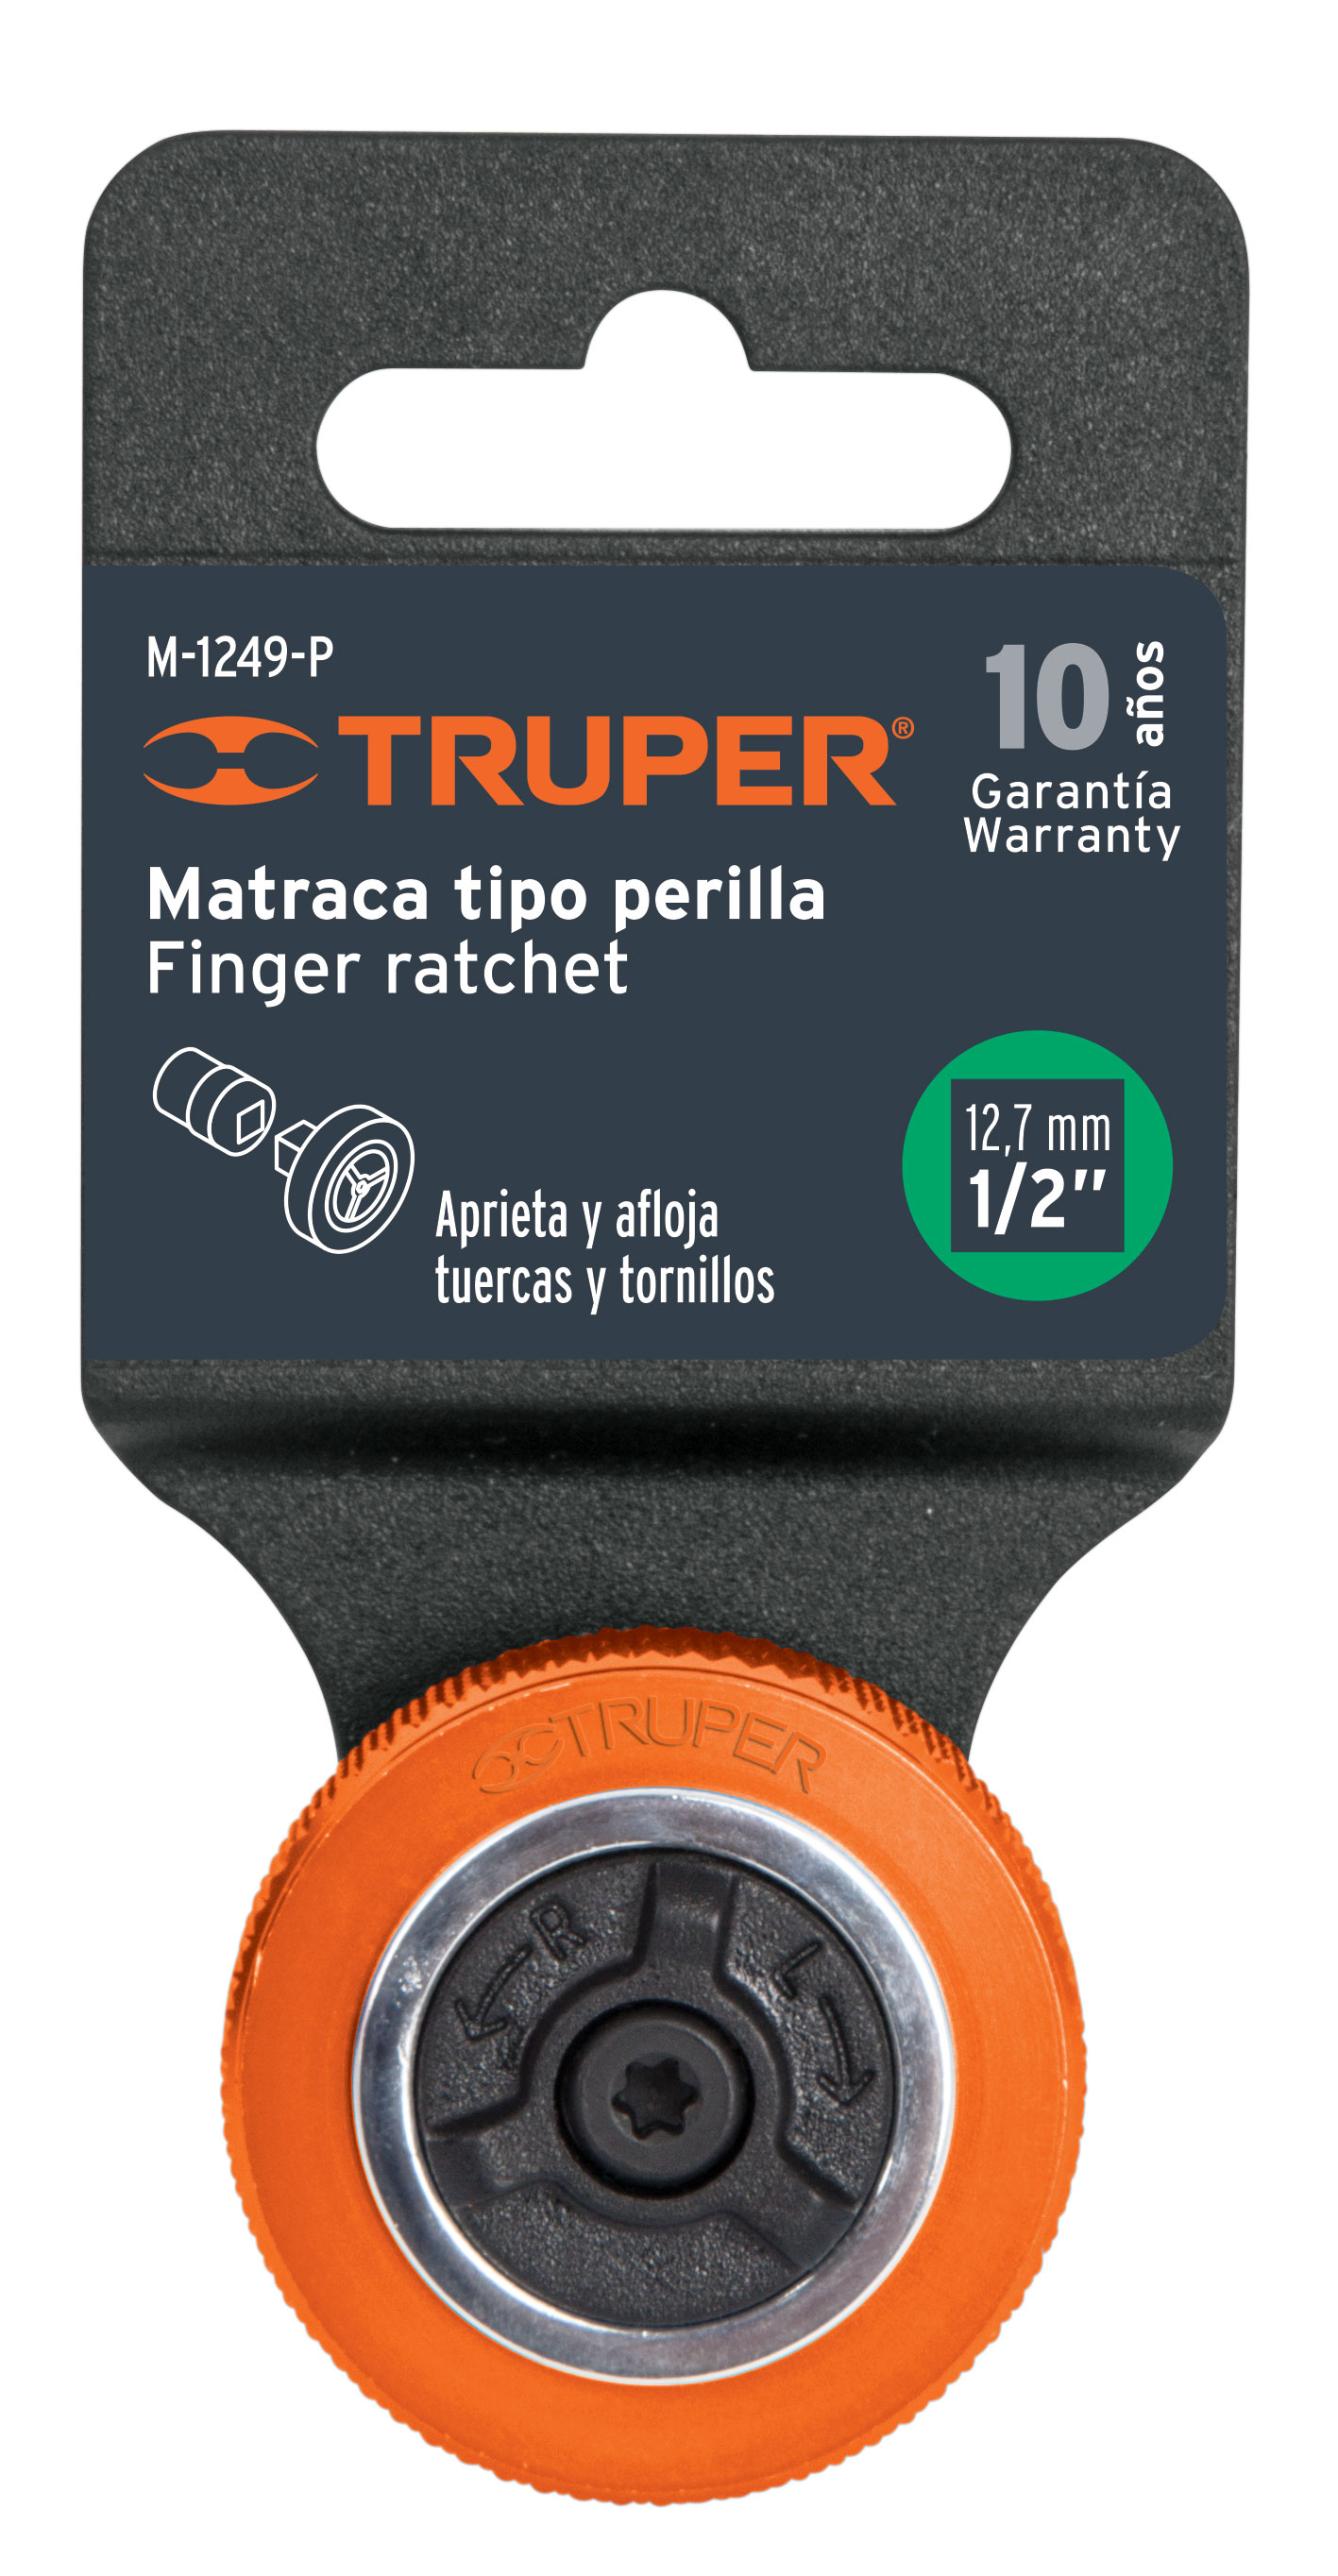 M-1249-P
TRUPER®
10 años
Garantía
Warranty
Matraca tipo perilla
Finger ratchet
Aprieta y afloja
tuercas y tornillos
12,7 mm
1/2"
TRUPER
R
L